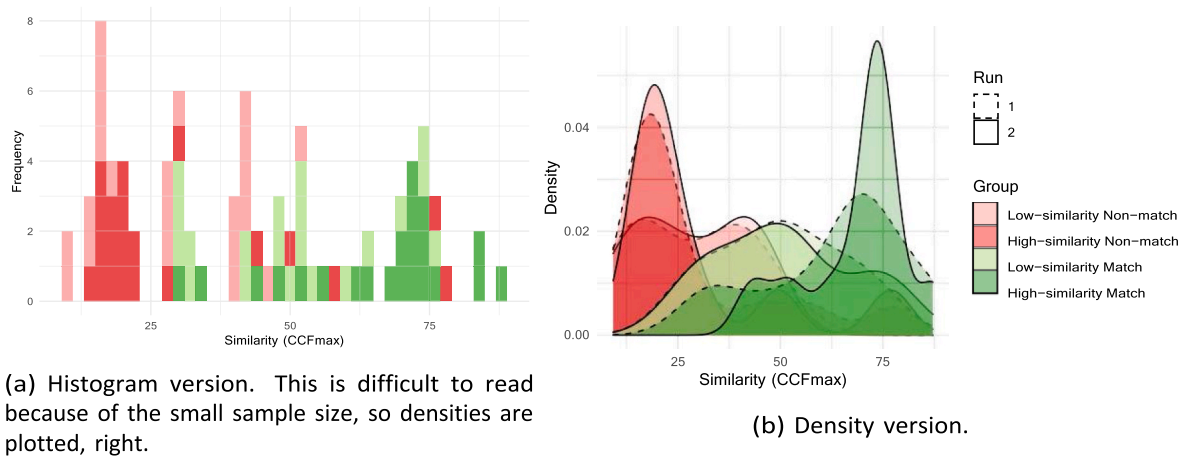 8
6
4
2
0
Frequency
25
50
75
Similarity (CCFmax)
(a) Histogram version. This is difficult to read
because of the small sample size, so densities are
plotted, right.
0.04
0.02
0.00
Density
25
50
75
Similarity (CCFmax)
Run
1
2
Group
Low−similarity Non−match
High−similarity Non−match
Low−similarity Match
High−similarity Match
(b) Density version.